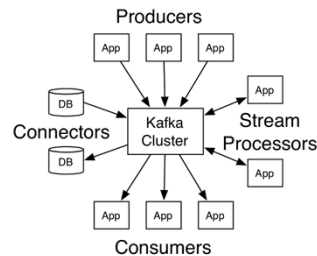 Producers
App
App
App
DB
App
Connectors
Kafka
Cluster
Stream
Processors
DB
App
App
App
App
Consumers